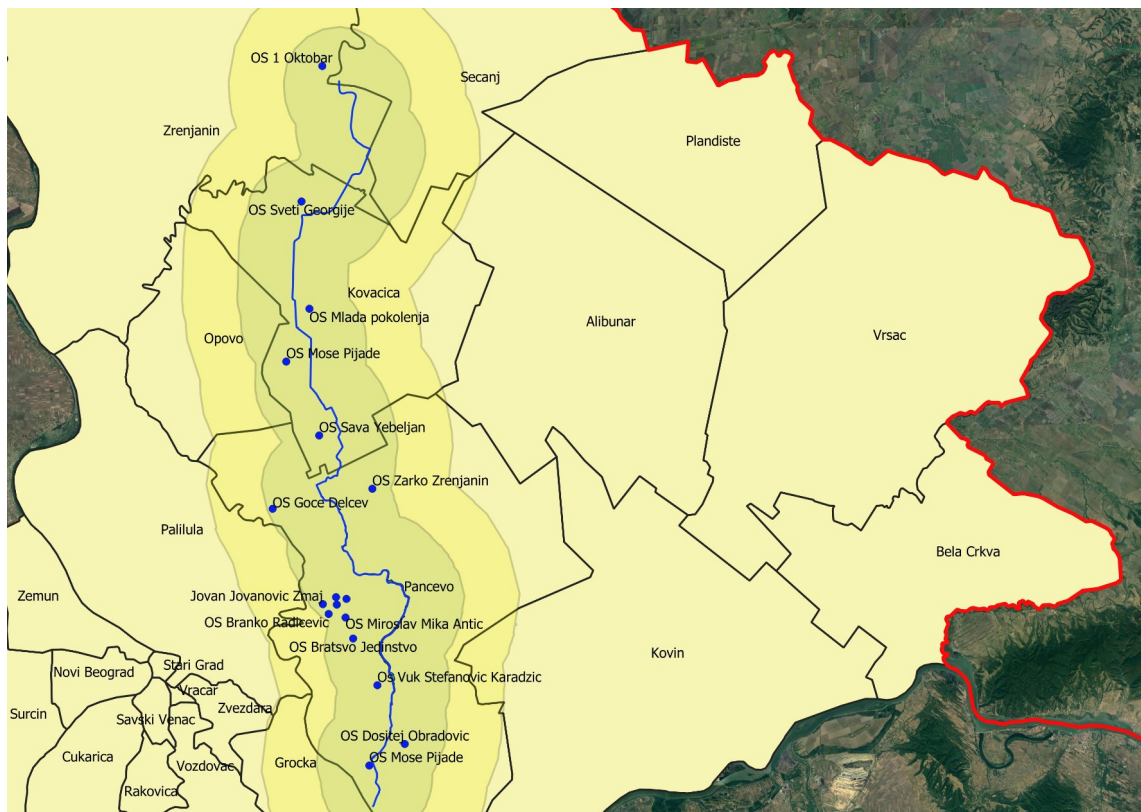 OS 1 Oktobar
Secanj
Zrenjanin
Plandiste
OS Sveti Georgije
Kovacica
OS Mlada pokolenja
Alibunar
Opovo
Vrsac
OS Mose Pijade
OS Sava Yebeljan
OS Zarko Zrenjanin
OS Goce Delcev
Palilula
Bela Crkva
Pancevo
Zemun
Jovan Jovanovic Zmaj
OS Branko Radicevic
OS Miroslav Mika Antic
OS Bratsvo Jedinstvo
Kovin
Stari Grad
Novi Beograd
OS Vuk Stefanovic Karadzic
Vracar
Zvezdara
Surcin
Savski Venac
OS Dositej Obradovic
Cukarica
OS Mose Pijade
Grocka
Vozdovac
Rakovica